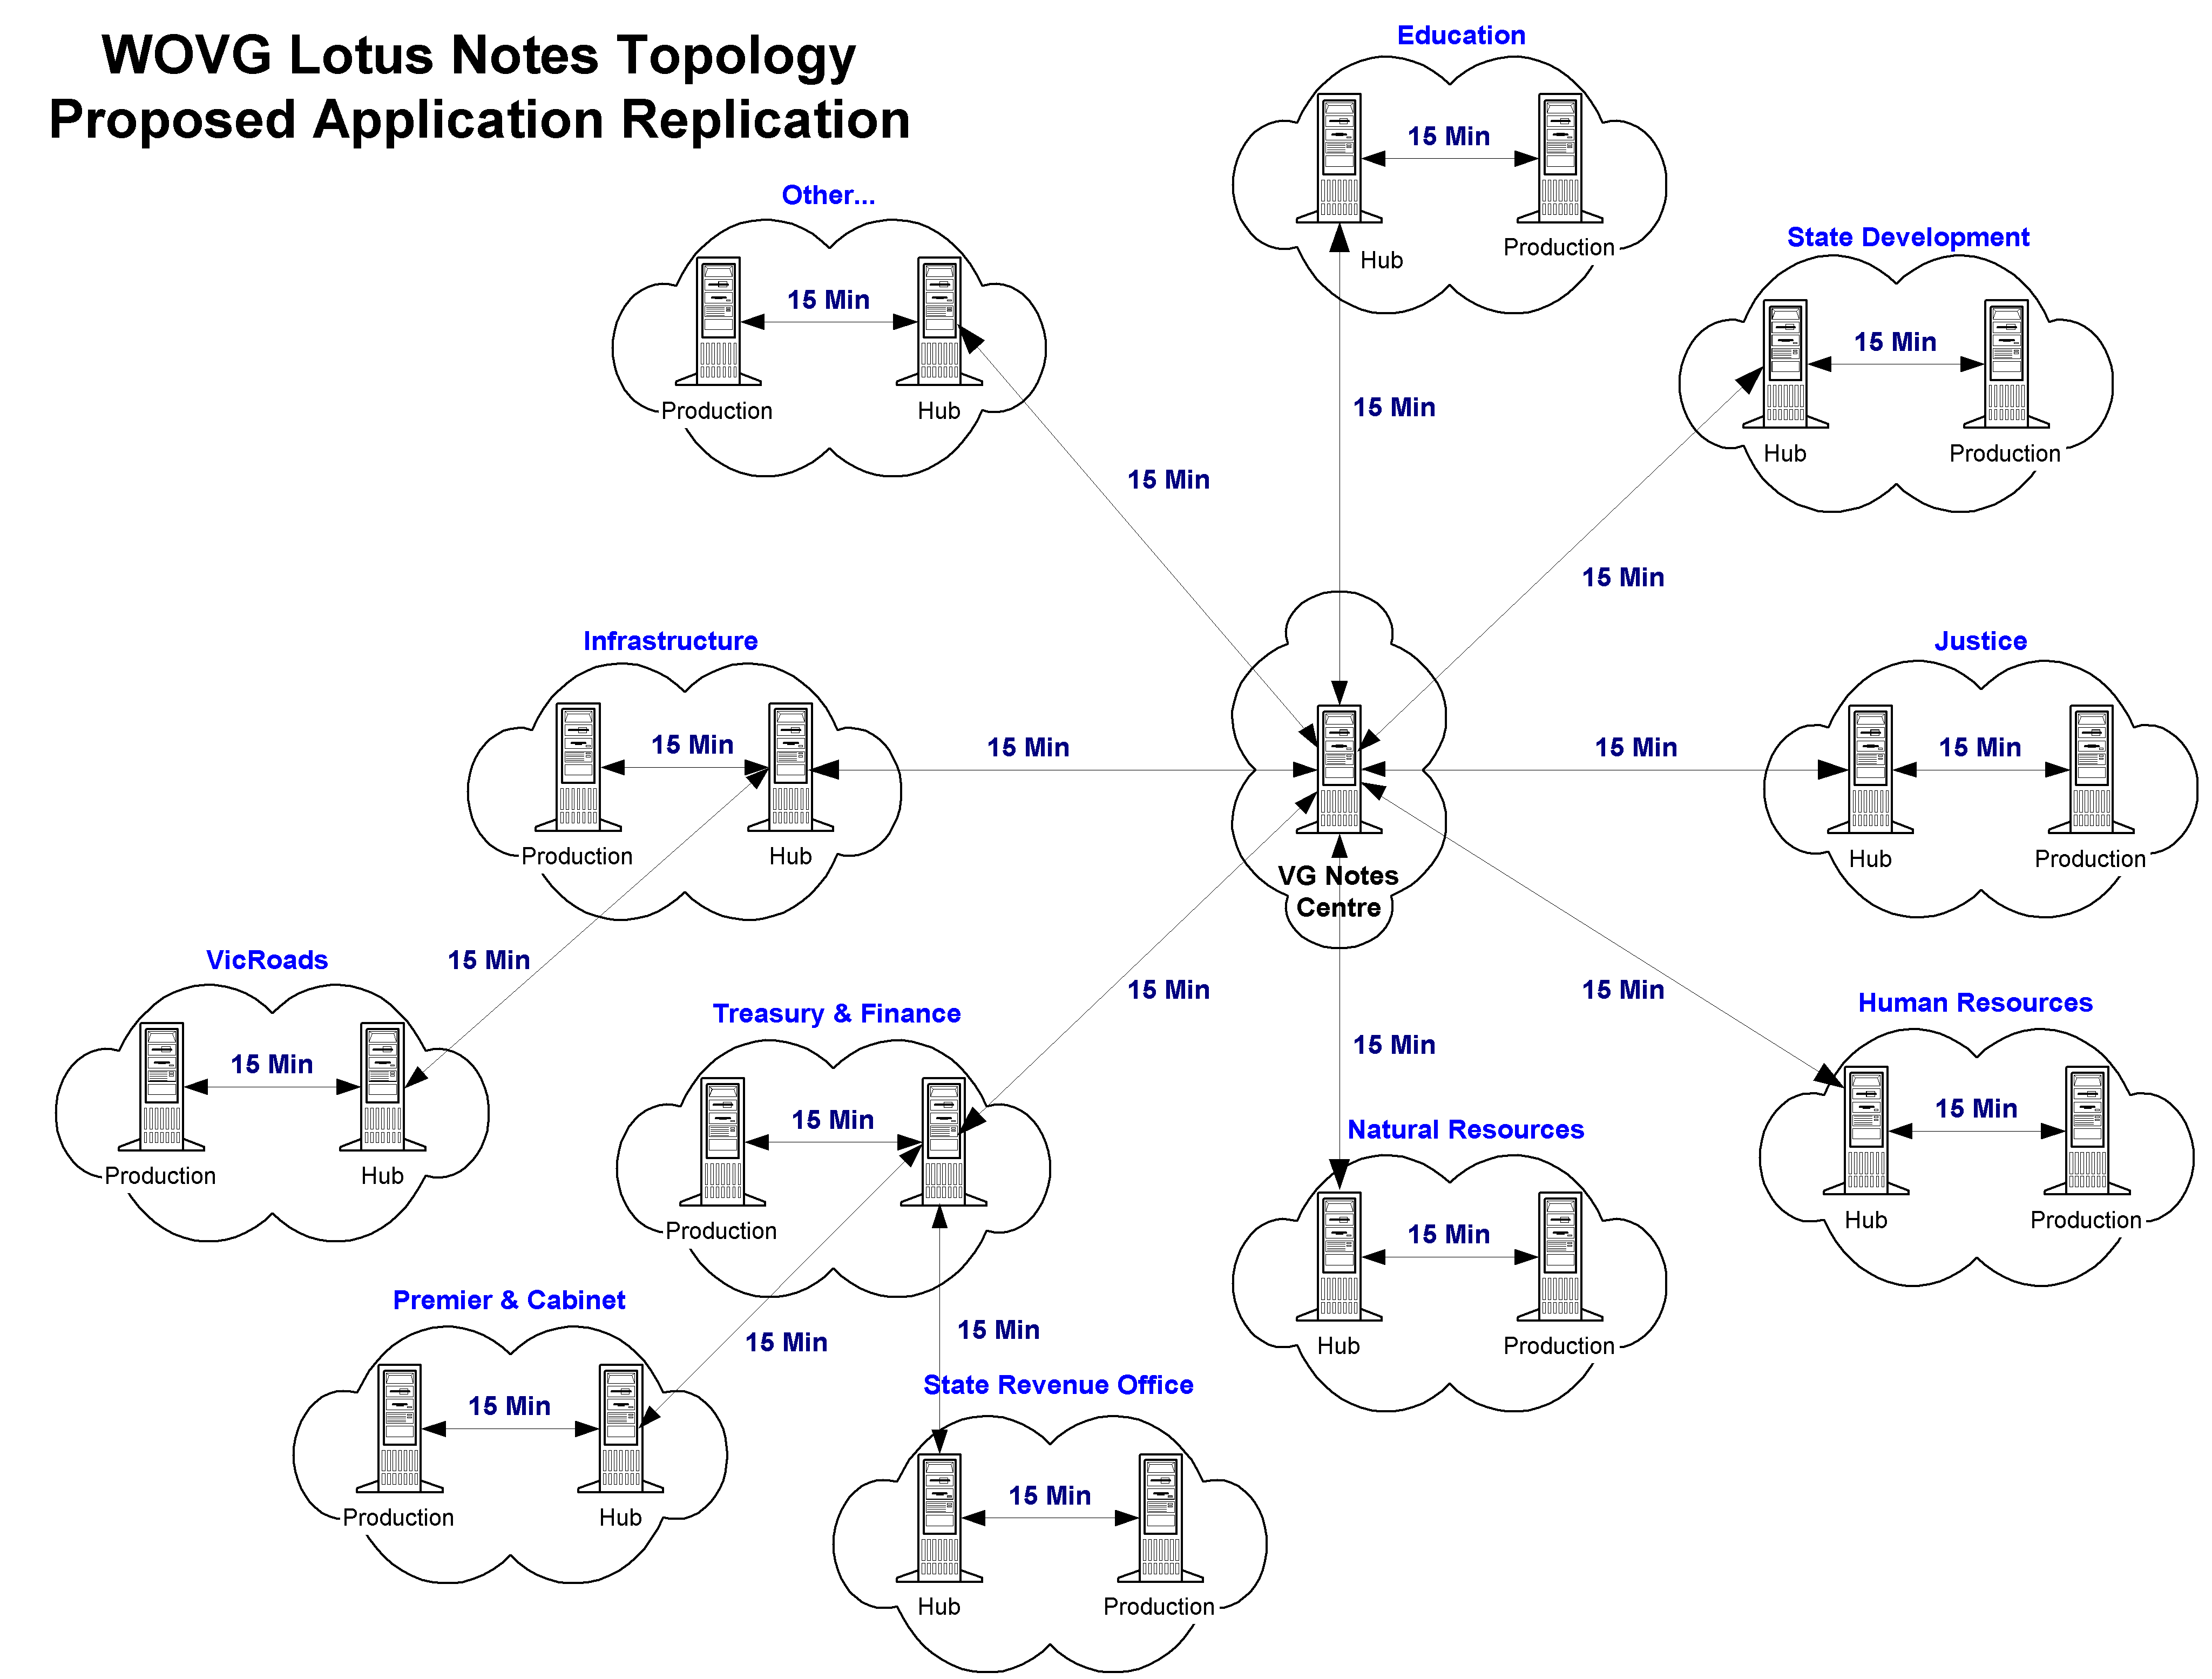 WOVG Lotus Notes Topology
Proposed Application Replication
Education
15 Min
Hub
Production
Other...
15 Min
Production
Hub
State Development
15 Min
Hub
Production
15 Min
15 Min
15 Min
Infrastructure
15 Min
Production
Hub
15 Min
VG Notes
Centre
15 Min
Justice
15 Min
Hub
Production
VicRoads
15 Min
Production
Hub
15 Min
Treasury & Finance
15 Min
Production
15 Min
15 Min
15 Min
Human Resources
15 Min
Hub
Production
Natural Resources
15 Min
Hub
Production
Premier & Cabinet
15 Min
Production
Hub
15 Min
15 Min
State Revenue Office
15 Min
Hub
Production